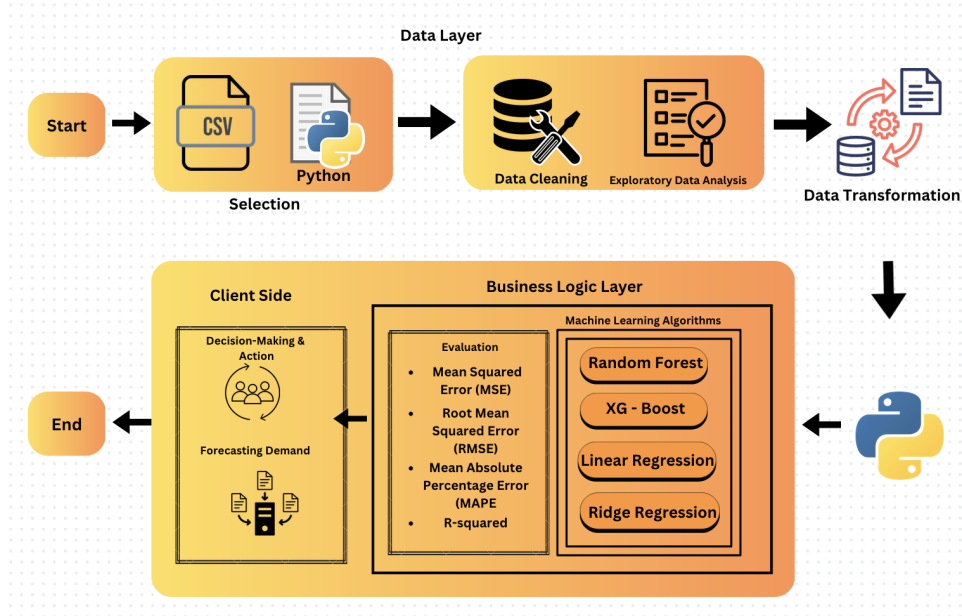 Data Layer
Start
CSV
Python
Selection
Data Cleaning
Exploratory Data Analysis
Data Transformation
Client Side
Decision-Making &
Action
Forecasting Demand
Business Logic Layer
Evaluation
• Mean Squared
Error (MSE)
• Root Mean
Squared Error
(RMSE)
• Mean Absolute
Percentage Error
(MAPE
• R-squared
Machine Learning Algorithms
Random Forest
XG - Boost
Linear Regression
Ridge Regression
End